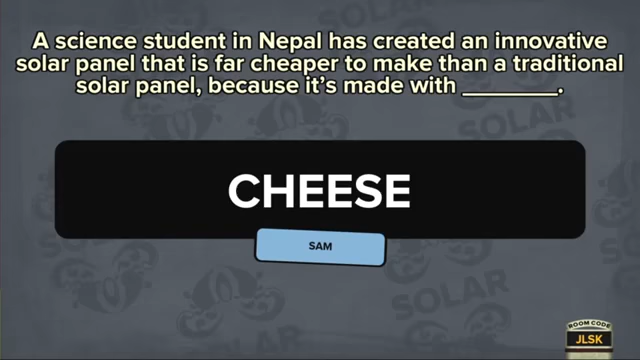 A science student in Nepal has created an innovative
solar panel that is far cheaper to make than a traditional
solar panel, because it's made with ________.
CHEESE
SAM
SOLAR
SOLAR
SOLAR
ROOM CODE
JLSK